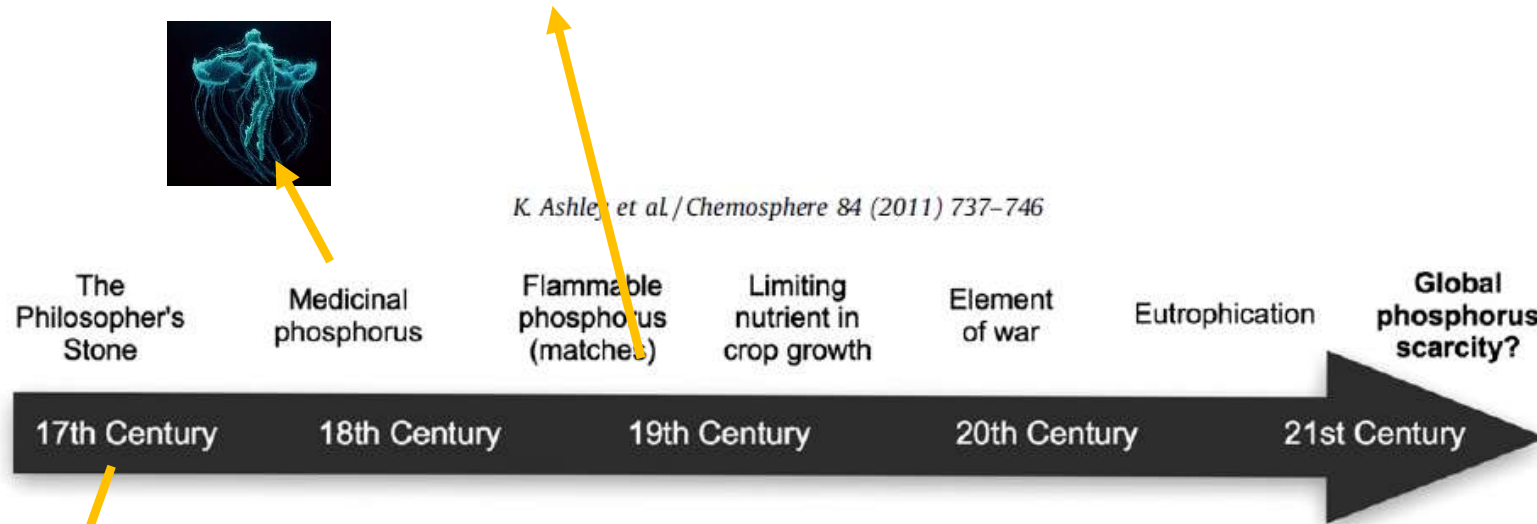 K. Ashley et al. / Chemosphere 84 (2011) 737–746
The
Philosopher's
Stone
Medicinal
phosphorus
Flammable
phosphorus
(matches)
Limiting
nutrient in
crop growth
Element
of war
Eutrophication
Global
phosphorus
scarcity?
17th Century
18th Century
19th Century
20th Century
21st Century